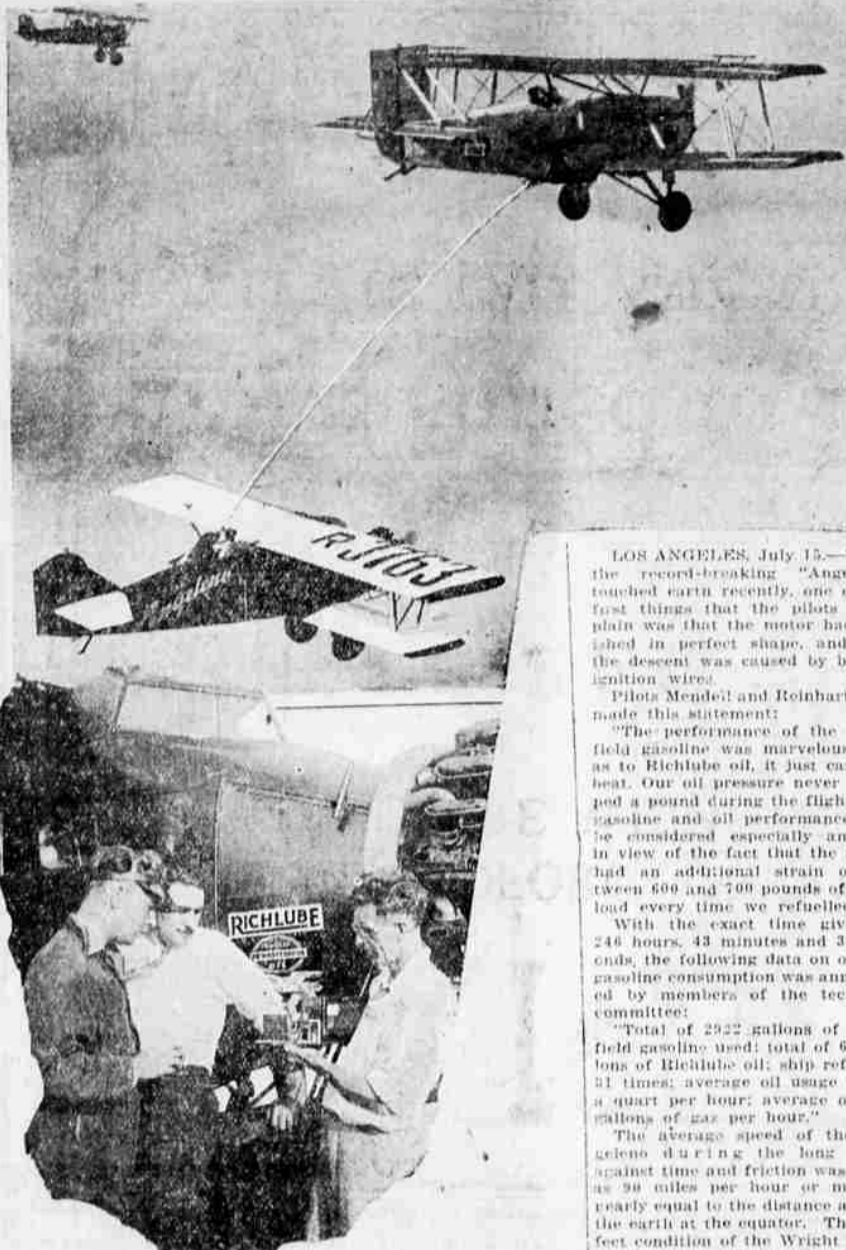 R3763
Angeleno
RICHLUBE
LOS ANGELES, July 15.—
the record-breaking "Ange
touched earth recently, one o
first things that the pilots
plain was that the motor had
ished in perfect shape, and
the descent was caused by b
ignition wires.
Pilots Mendell and Reinhart
made this statement:
"The performance of the
field gasoline was marvelous
as to Richlube oil, it just can
beat. Our oil pressure never
ped a pound during the fligh
gasoline and oil performance
be considered especially am
in view of the fact that the
had an additional strain o
tween 600 and 700 pounds of
load every time we refuelled
With the exact time giv
246 hours, 43 minutes and 3
onds, the following data on o
gasoline consumption was ann
ed by members of the tec
committee:
"Total of 2922 gallons of
field gasoline used; total of 6
lons of Richlube oil; ship ref
31 times; average oil usage
a quart per hour; average o
gallons of gas per hour."
The average speed of the
geleno during the long
against time and friction was
as 90 miles per hour or m
nearly equal to the distance a
the earth at the equator. Th
fect condition of the Wright